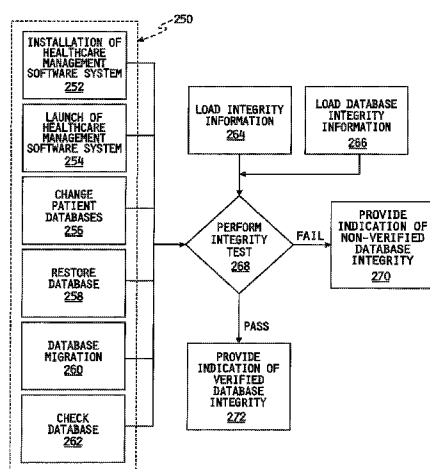 250
INSTALLATION OF
HEALTHCARE
MANAGEMENT
SOFTWARE SYSTEM
252
LAUNCH OF
HEALTHCARE
MANAGEMENT
SOFTWARE SYSTEM
254
CHANGE
PATIENT
DATABASES
256
RESTORE
DATABASE
258
DATABASE
MIGRATION
260
CHECK
DATABASE
262
LOAD INTEGRITY
INFORMATION
264
LOAD DATABASE
INTEGRITY
INFORMATION
266
PERFORM
INTEGRITY
TEST
268
FAIL
PROVIDE
INDICATION OF
NON-VERIFIED
DATABASE
INTEGRITY
270
PASS
PROVIDE
INDICATION OF
VERIFIED
DATABASE
INTEGRITY
272